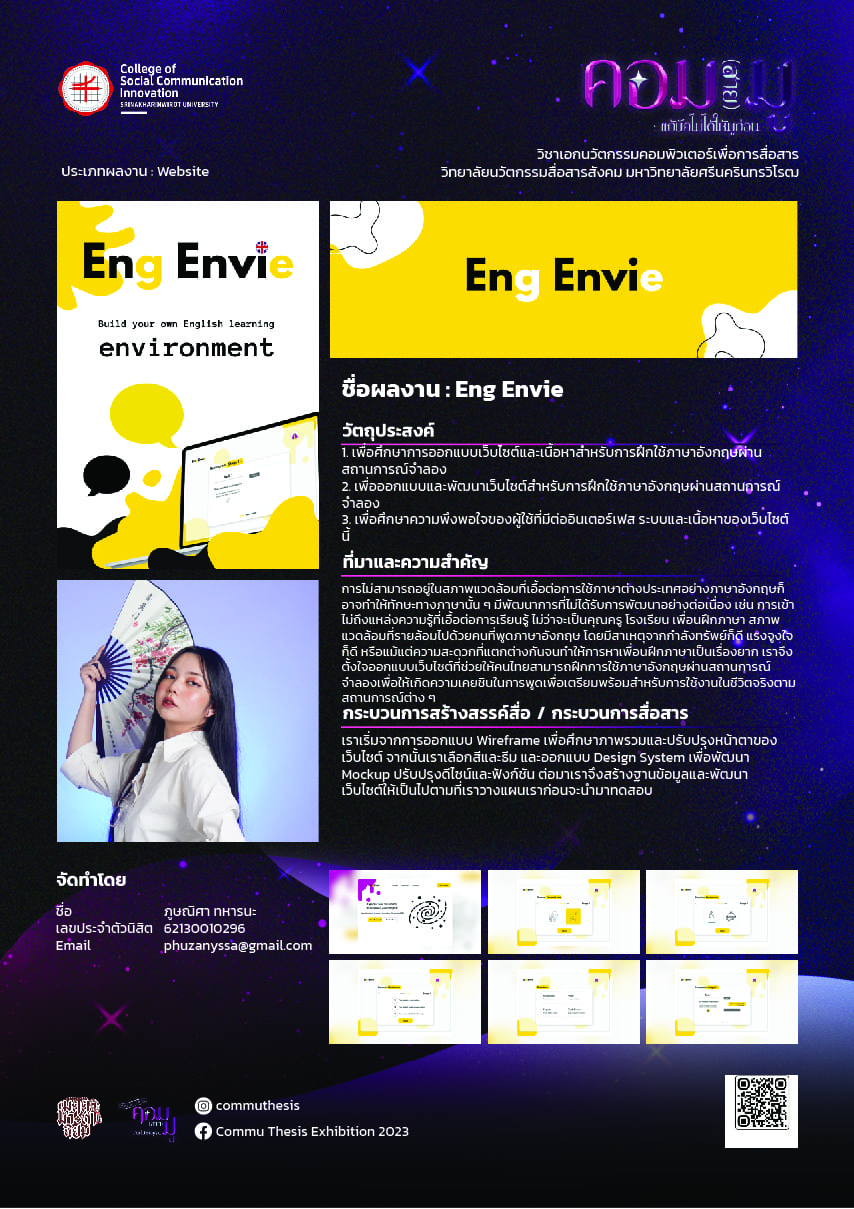 College of
Social Communication
Innovation
SRINAKHARINWIROT UNIVERSITY
คอมมู
(สาย)
แก้มือไม่ได้ให้มูก่อน
ประเภทผลงาน : Website
วิชาเอกนวัตกรรมคอมพิวเตอร์เพื่อการสื่อสาร
วิทยาลัยนวัตกรรมสื่อสารสังคม มหาวิทยาลัยศรีนครินทรวิโรฒ
Eng Envie
Build your own English learning
environment
Eng Envie
ชื่อผลงาน : Eng Envie
วัตถุประสงค์
1. เพื่อศึกษาการออกแบบเว็บไซต์และเนื้อหาสำหรับการฝึกใช้ภาษาอังกฤษผ่าน
สถานการณ์จำลอง
2. เพื่อออกแบบและพัฒนาเว็บไซต์สำหรับการฝึกใช้ภาษาอังกฤษผ่านสถานการณ์
จำลอง
3. เพื่อศึกษาความพึงพอใจของผู้ใช้ที่มีต่ออินเตอร์เฟส ระบบและเนื้อหาของเว็บไซต์
นี้
ที่มาและความสำคัญ
การไม่สามารถอยู่ในสภาพแวดล้อมที่เอื้อต่อการใช้ภาษาต่างประเทศอย่างภาษาอังกฤษก็
อาจทำให้ทักษะทางภาษานั้น ๆ มีพัฒนาการที่ไม่ได้รับการพัฒนาอย่างต่อเนื่อง เช่น การเข้า
ไม่ถึงแหล่งความรู้ที่เอื้อต่อการเรียนรู้ ไม่ว่าจะเป็นคุณครู โรงเรียน เพื่อนฝึกภาษา สภาพ
แวดล้อมที่รายล้อมไปด้วยคนที่พูดภาษาอังกฤษ โดยมีสาเหตุจากกำลังทรัพย์ก็ดี แรงจูงใจ
ก็ดี หรือแม้แต่ความสะดวกที่แตกต่างกันจนทำให้การหาเพื่อนฝึกภาษาเป็นเรื่องยาก เราจึง
ตั้งใจออกแบบเว็บไซต์ที่ช่วยให้คนไทยสามารถฝึกการใช้ภาษาอังกฤษผ่านสถานการณ์
จำลองเพื่อให้เกิดความเคยชินในการพูดเพื่อเตรียมพร้อมสำหรับการใช้งานในชีวิตจริงตาม
สถานการณ์ต่าง ๆ
กระบวนการสร้างสรรค์สื่อ / กระบวนการสื่อสาร
เราเริ่มจากการออกแบบ Wireframe เพื่อศึกษาภาพรวมและปรับปรุงหน้าตาของ
เว็บไซต์ จากนั้นเราเลือกสีและธีม และออกแบบ Design System เพื่อพัฒนา
Mockup ปรับปรุงดีไซน์และฟังก์ชัน ต่อมาเราจึงสร้างฐานข้อมูลและพัฒนา
เว็บไซต์ให้เป็นไปตามที่เราวางแผนเราก่อนจะนำมาทดสอบ
จัดทำโดย
ชื่อ ภูษณิศา ทหารนะ
เลขประจำตัวนิสิต 62130010296
Email phuzanyssa@gmail.com
commuthesis
Commu Thesis Exhibition 2023